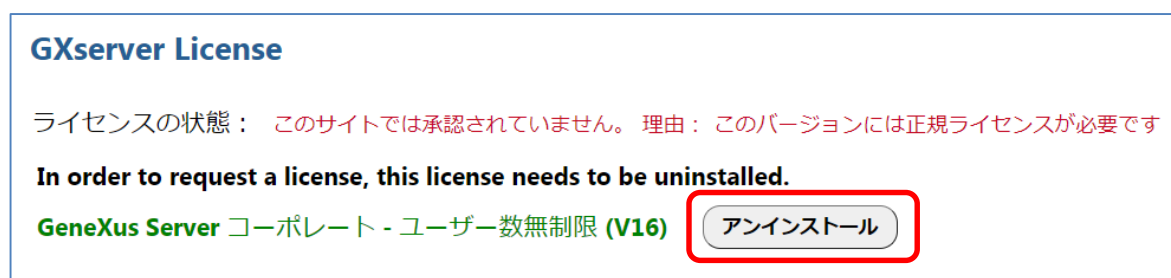 GXserver License
ライセンスの状態： このサイトでは承認されていません。 理由： このバージョンには正規ライセンスが必要です
In order to request a license, this license needs to be uninstalled.
GeneXus Server コーポレート - ユーザー数無制限 (V16) アンインストール